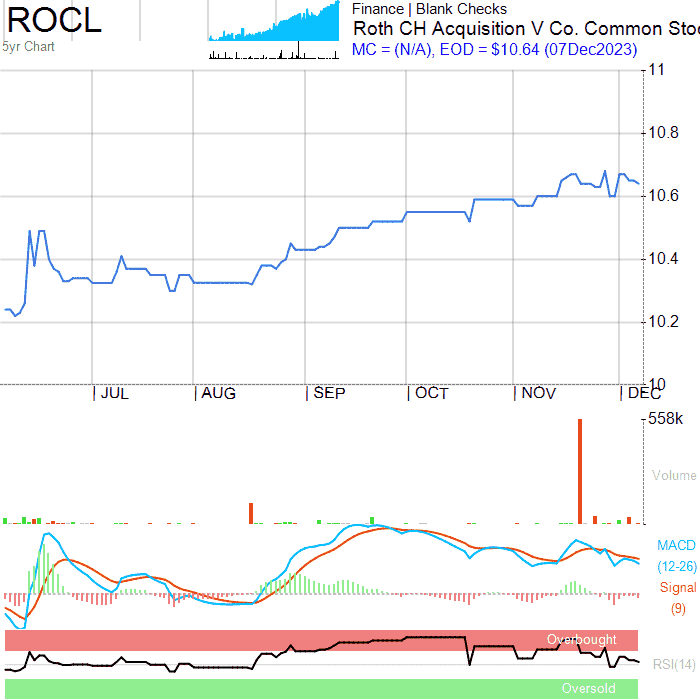 ROCL
5yr Chart
Finance | Blank Checks
Roth CH Acquisition V Co. Common Sto
MC = (N/A), EOD = $10.64 (07Dec2023)
11
10.8
10.6
10.4
10.2
10
JUL AUG SEP OCT NOV DEC
558k
Volume
MACD
(12-26)
Signal
(9)
Overbought
RSI(14)
Oversold